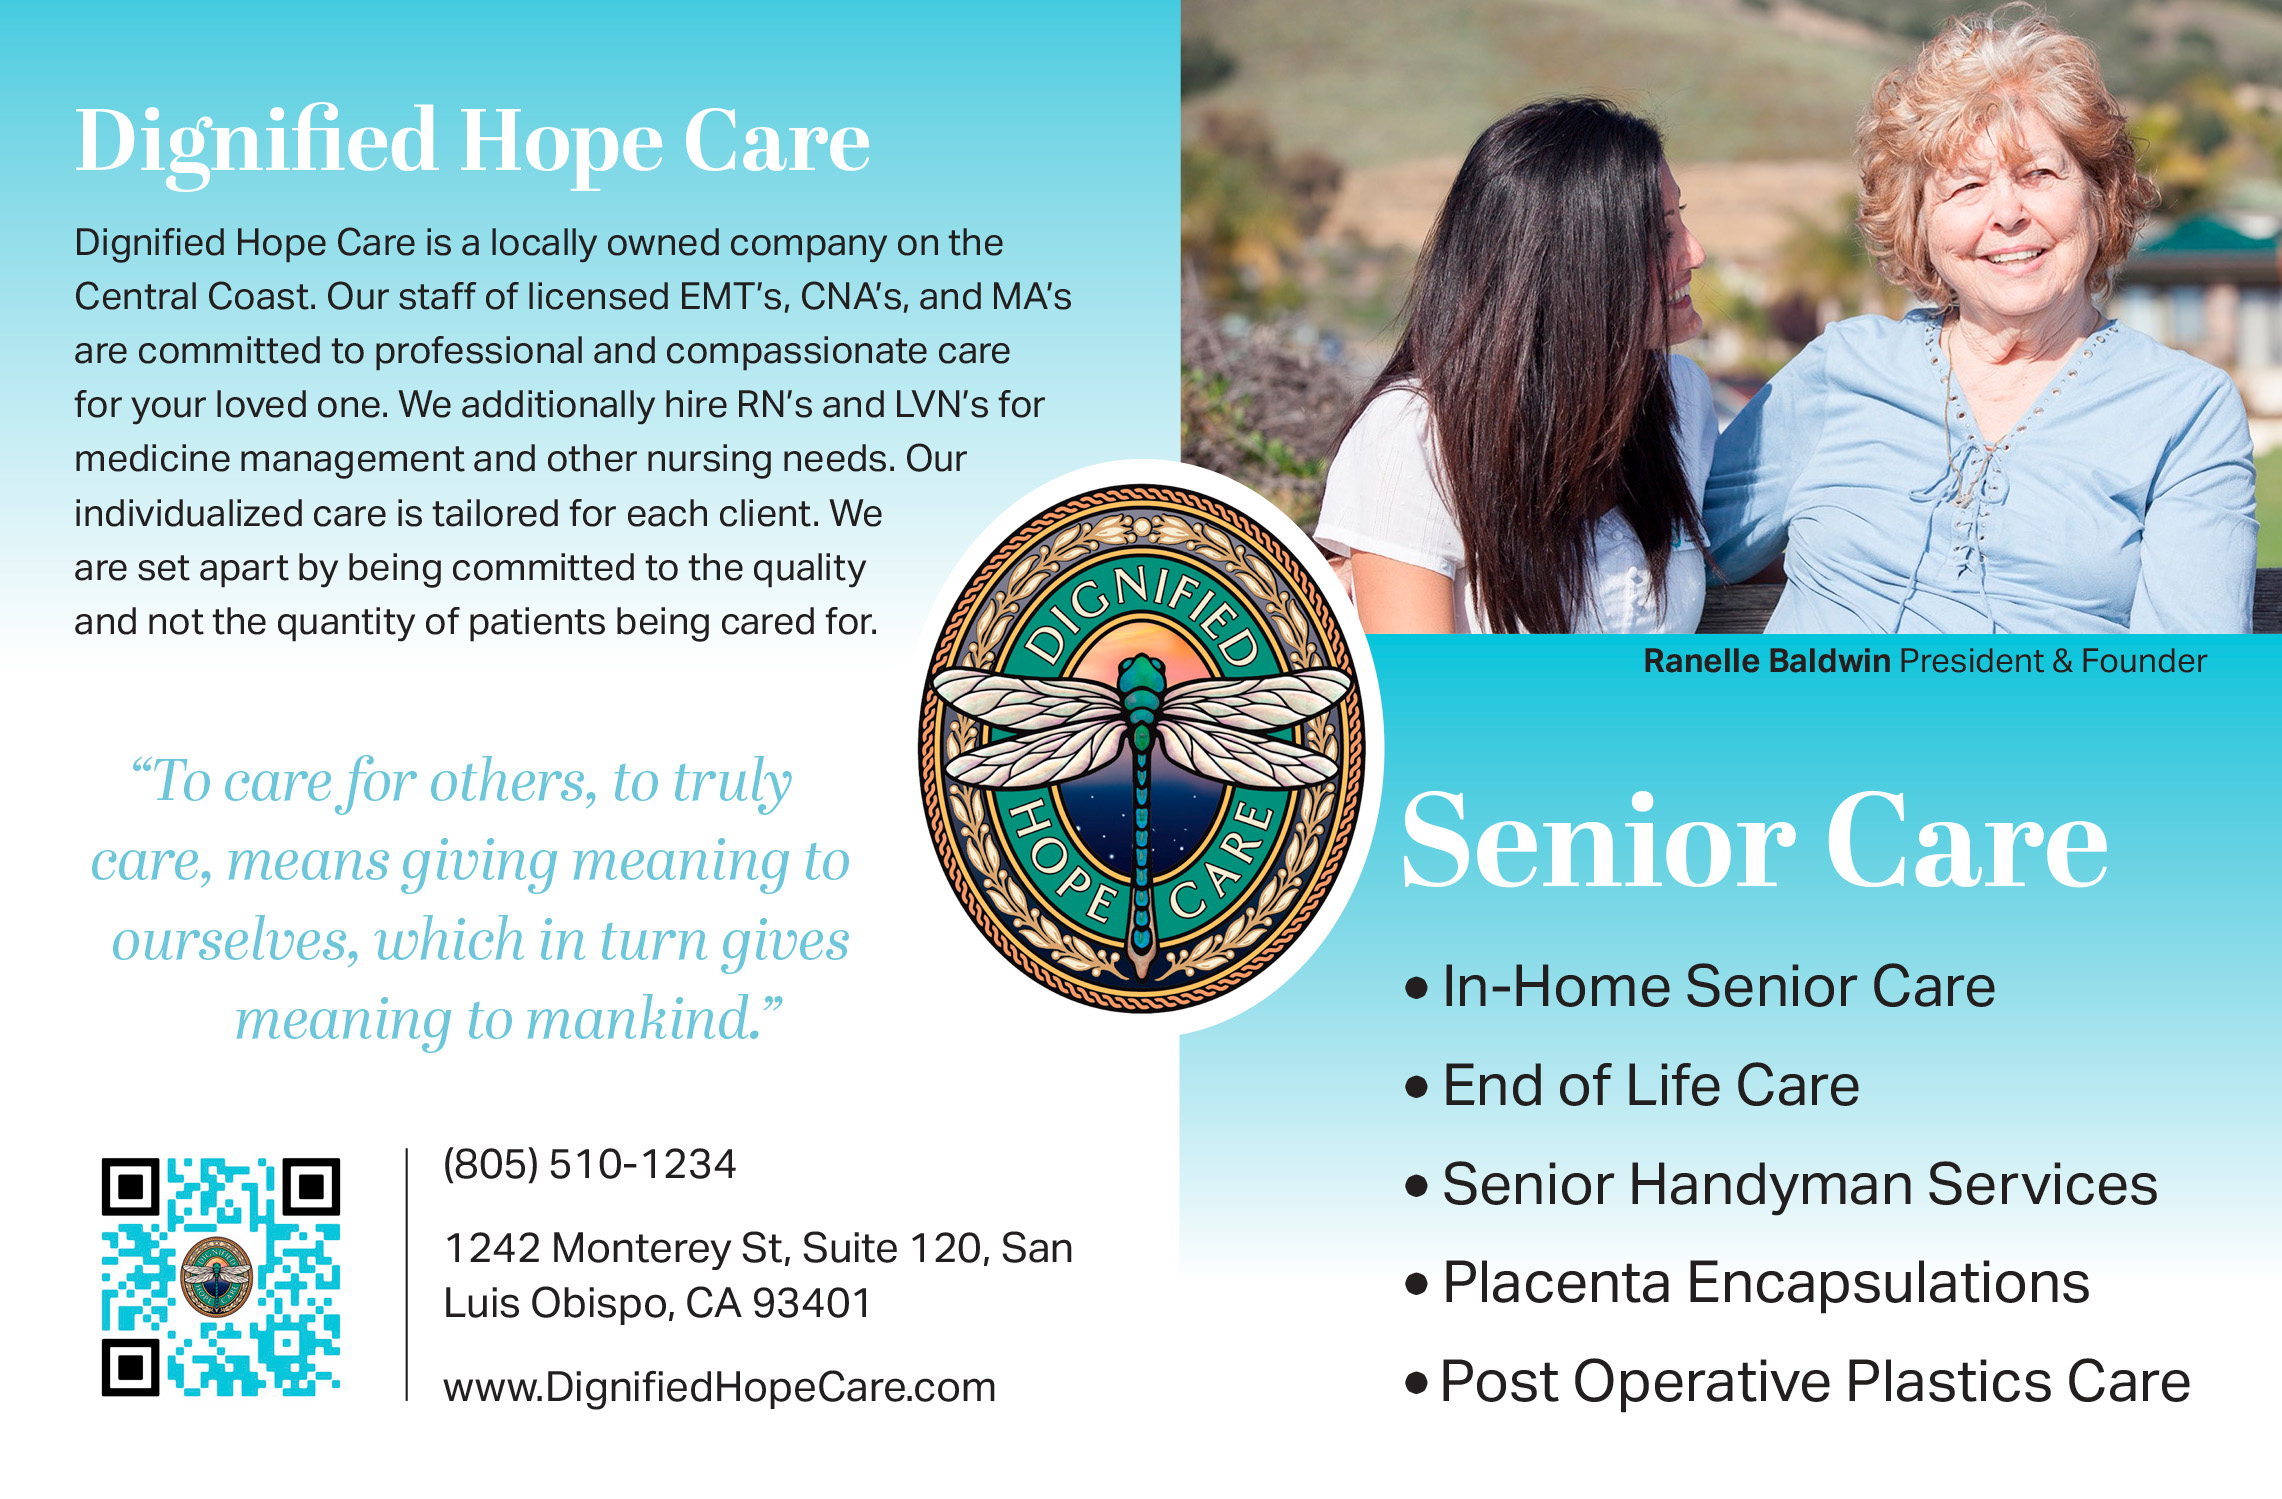 Dignified Hope Care
Dignified Hope Care is a locally owned company on the
Central Coast. Our staff of licensed EMT's, CNA's, and MA's
are committed to professional and compassionate care
for your loved one. We additionally hire RN's and LVN's for
medicine management and other nursing needs. Our
individualized care is tailored for each client. We
are set apart by being committed to the quality
and not the quantity of patients being cared for.
“To care for others, to truly
care, means giving meaning to
ourselves, which in turn gives
meaning to mankind.”
(805) 510-1234
1242 Monterey St, Suite 120, San
Luis Obispo, CA 93401
www.DignifiedHopeCare.com
DIGNIFIED
HOPE CARE
DIGNIFIED
HOPE CARE
Ranelle Baldwin President & Founder
Senior Care
• In-Home Senior Care
• End of Life Care
• Senior Handyman Services
• Placenta Encapsulations
• Post Operative Plastics Care